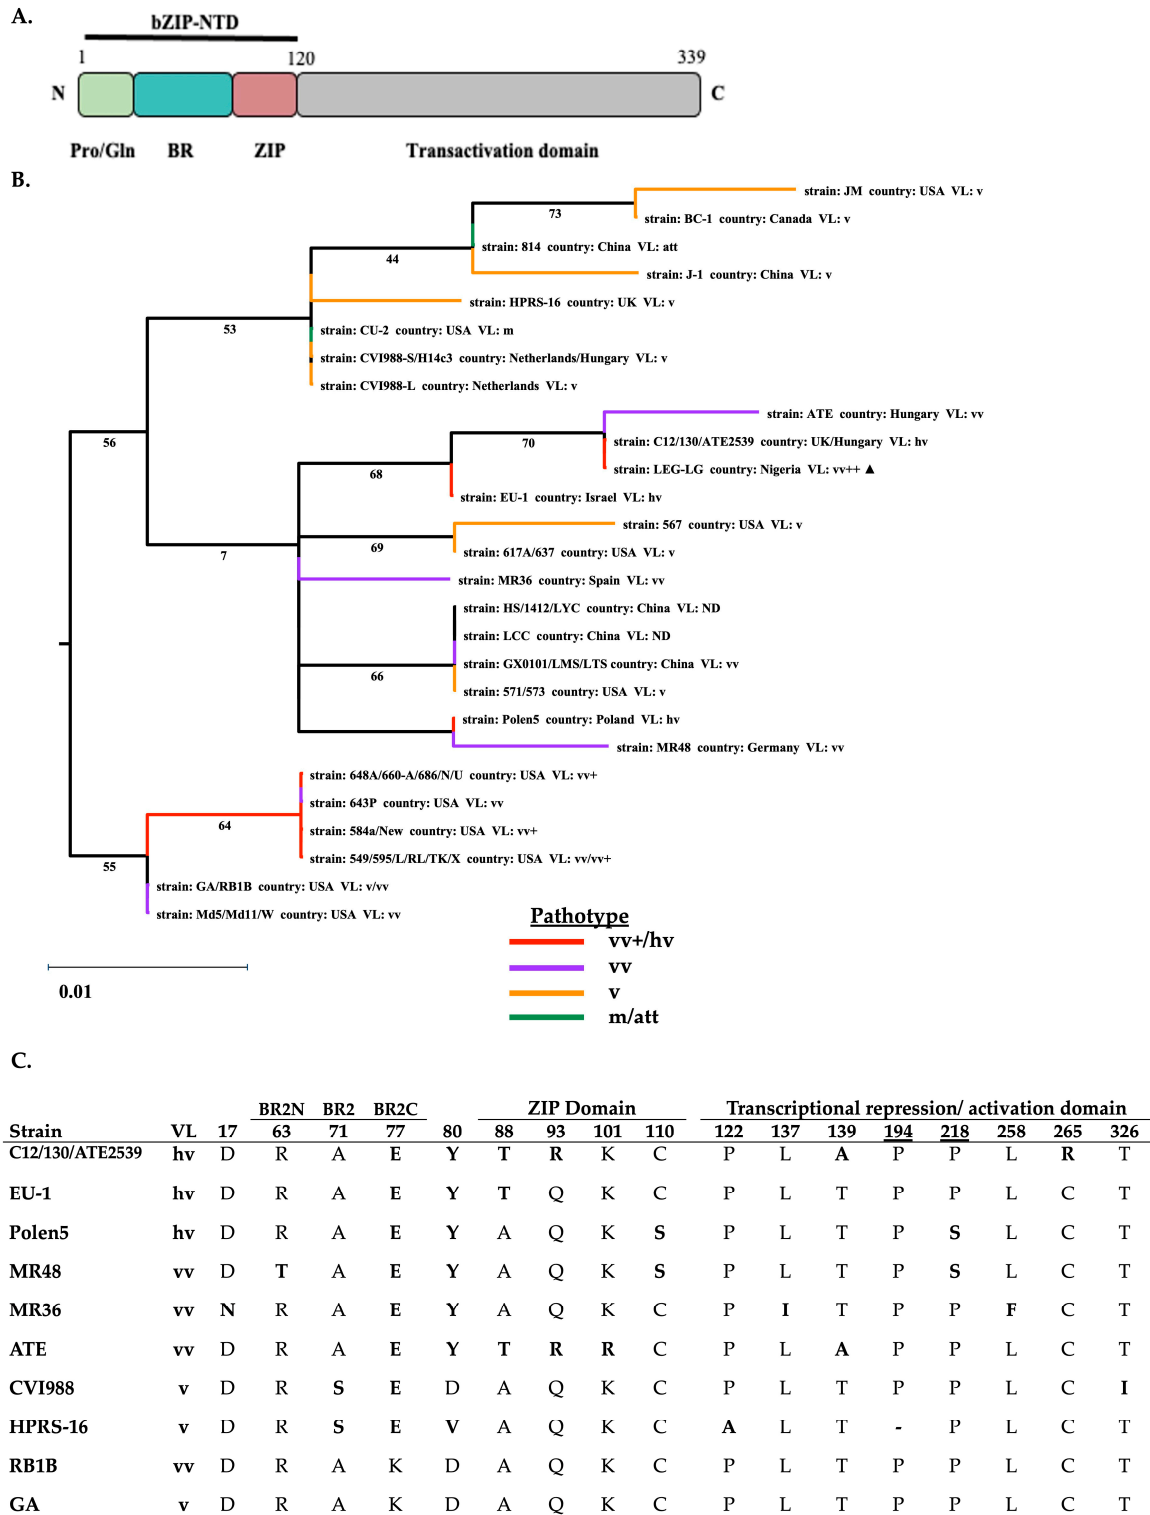 A.
bZIP-NTD
1 120 339
N C
Pro/Gln BR ZIP Transactivation domain
B.
strain: JM country: USA VL: v
73
strain: BC-1 country: Canada VL: v
strain: 814 country: China VL: att
44
strain: J-1 country: China VL: v
strain: HPRS-16 country: UK VL: v
53
strain: CU-2 country: USA VL: m
strain: CVI988-S/H14c3 country: Netherlands/Hungary VL: v
strain: CVI988-L country: Netherlands VL: v
strain: ATE country: Hungary VL: vv
56
70
strain: C12/130/ATE2539 country: UK/Hungary VL: hv
strain: LEG-LG country: Nigeria VL: vv++ ▲
68
strain: EU-1 country: Israel VL: hv
strain: 567 country: USA VL: v
69
7
strain: 617A/637 country: USA VL: v
strain: MR36 country: Spain VL: vv
strain: HS/1412/LYC country: China VL: ND
strain: LCC country: China VL: ND
strain: GX0101/LMS/LTS country: China VL: vv
66
strain: 571/573 country: USA VL: v
strain: Polen5 country: Poland VL: hv
strain: MR48 country: Germany VL: vv
strain: 648A/660-A/686/N/U country: USA VL: vv+
strain: 643P country: USA VL: vv
64
strain: 584a/New country: USA VL: vv+
strain: 549/595/L/RL/TK/X country: USA VL: vv/vv+
55
strain: GA/RB1B country: USA VL: v/vv
strain: Md5/Md11/W country: USA VL: vv
Pathotype
vv+/hv
vv
v
m/att
0.01
C.
BR2N BR2 BR2C ZIP Domain Transcriptional repression/ activation domain
Strain VL 17 63 71 77 80 88 93 101 110 122 137 139 194 218 258 265 326
C12/130/ATE2539 hv D R A E Y T R K C P L A P P L R T
EU-1 hv D R A E Y T Q K C P L T P P L C T
Polen5 hv D R A E Y A Q K S P L T P S L C T
MR48 vv D T A E Y A Q K S P L T P S L C T
MR36 vv N R A E Y A Q K C P I T P P F C T
ATE vv D R A E Y T R R C P L A P P L C T
CVI988 v D R S E D A Q K C P L T P P L C I
HPRS-16 v D R S E V A Q K C A L T - P L C T
RB1B vv D R A K D A Q K C P L T P P L C T
GA v D R A K D A Q K C P L T P P L C T